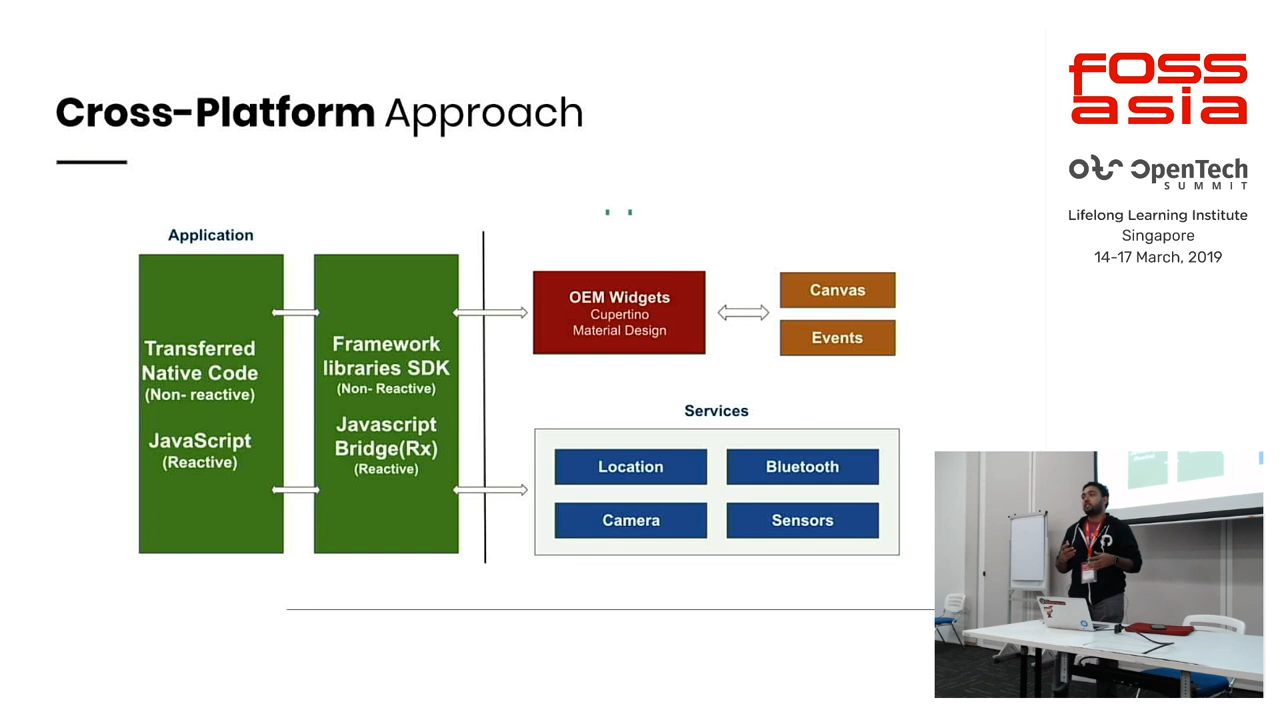 Cross-Platform Approach
Application
Transferred
Native Code
(Non- reactive)
JavaScript
(Reactive)
Framework
libraries SDK
(Non- Reactive)
Javascript
Bridge(Rx)
(Reactive)
OEM Widgets
Cupertino
Material Design
Canvas
Events
Services
Location
Bluetooth
Camera
Sensors
foss
asia
OpenTech
SUMMIT
Lifelong Learning Institute
Singapore
14-17 March, 2019